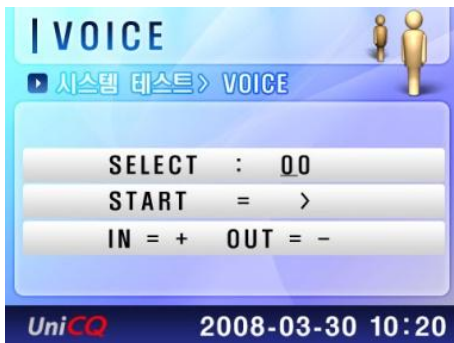 | VOICE
시스템 테스트> VOICE
SELECT : 00
START = >
IN = + OUT = -
UniCQ 2008-03-30 10:20